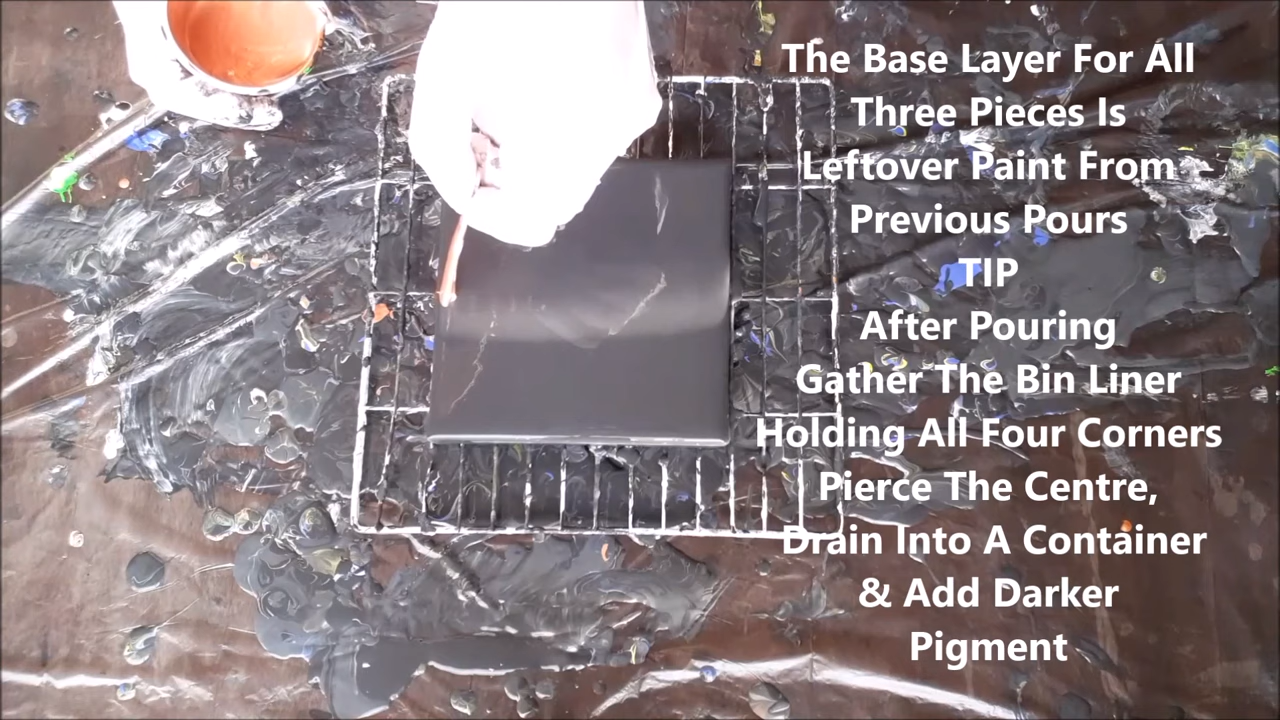 The Base Layer For All
Three Pieces Is
Leftover Paint From
Previous Pours
TIP
After Pouring
Gather The Bin Liner
Holding All Four Corners
Pierce The Centre,
Drain Into A Container
& Add Darker
Pigment